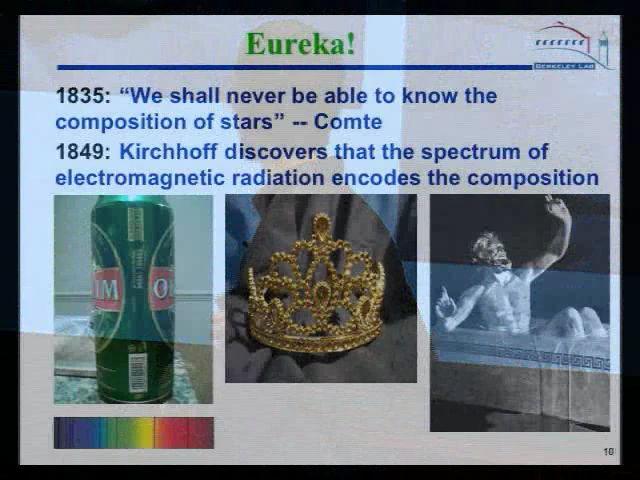 Eureka!
BERKELEY LAB
1835: “We shall never be able to know the
composition of stars” -- Comte
1849: Kirchhoff discovers that the spectrum of
electromagnetic radiation encodes the composition
10